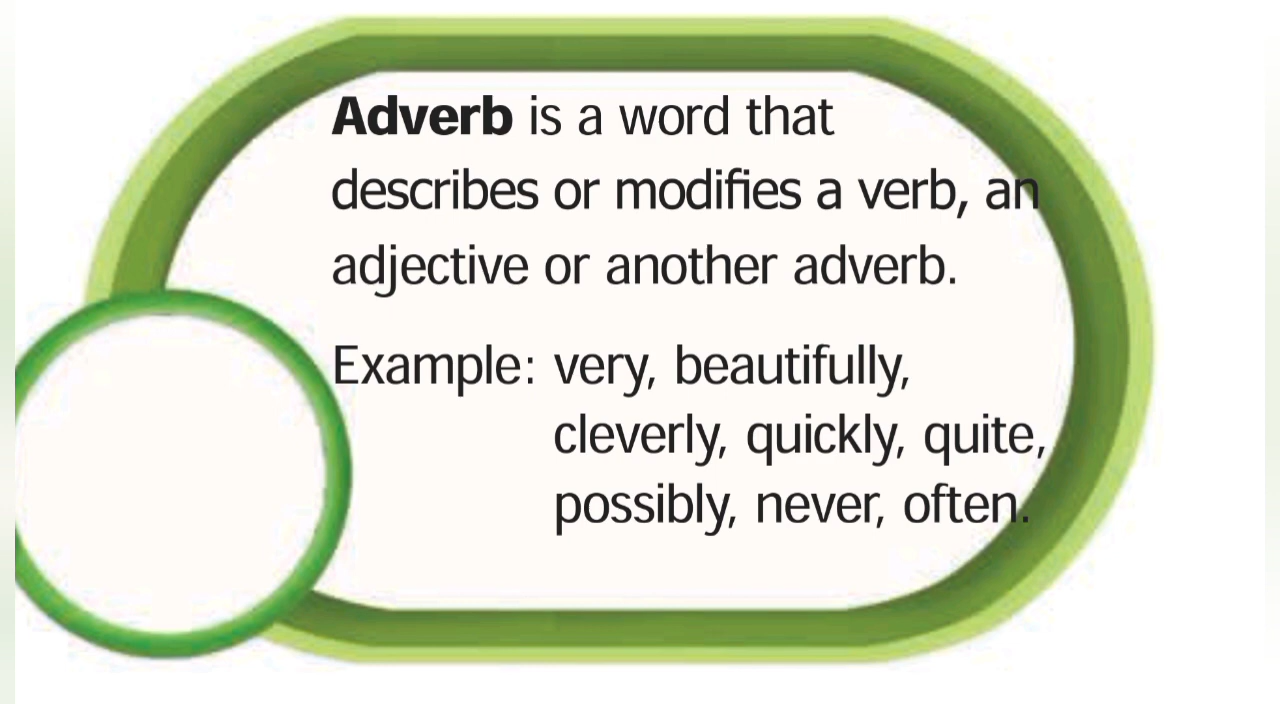 Adverb is a word that
describes or modifies a verb, an
adjective or another adverb.
Example: very, beautifully,
cleverly, quickly, quite,
possibly, never, often.